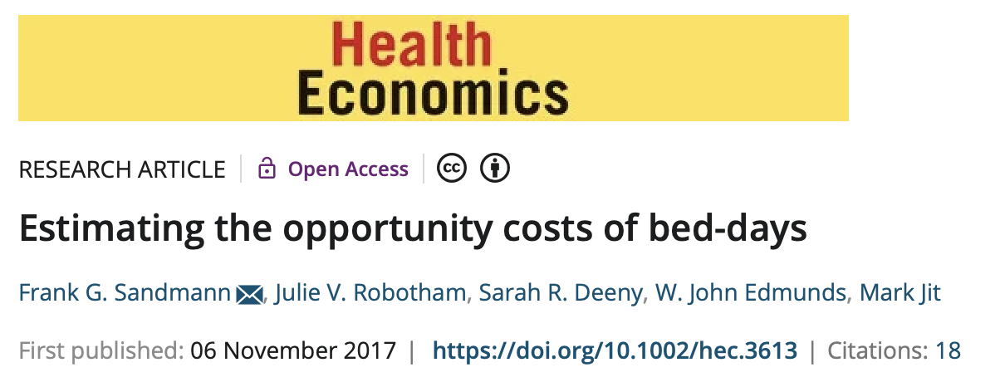 Health
Economics
RESEARCH ARTICLE | Open Access | cc
Estimating the opportunity costs of bed-days
Frank G. Sandmann, Julie V. Robotham, Sarah R. Deeny, W. John Edmunds, Mark Jit
First published: 06 November 2017 | https://doi.org/10.1002/hec.3613 | Citations: 18